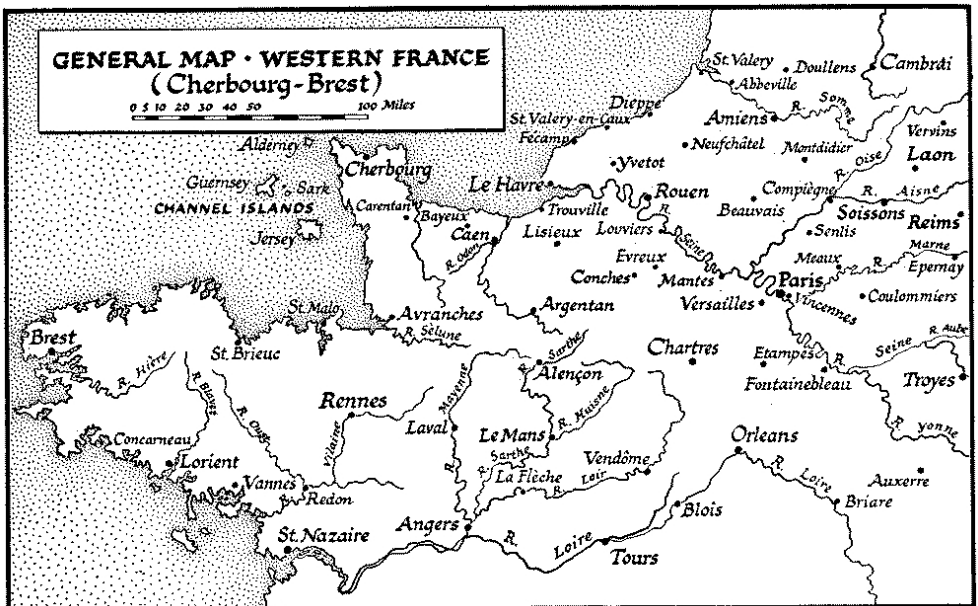 GENERAL MAP · WESTERN FRANCE
(Cherbourg-Brest)
0 5 10 20 30 40 50 100 Miles
St. Valery
Doullens
Cambrai
Abbeville
Dieppe
St. Valery-en-Caux
Amiens
R. Somme
Fécamp
Vervins
Alderney
Neufchâtel
Montdidier
R. Oise
Laon
Cherbourg
Yvetot
Guernsey
Sark
Le Havre
Rouen
Compiègne
R. Aisne
CHANNEL ISLANDS
Carentan
Bayeux
Trouville
Beauvais
Soissons
Reims
Jersey
Caen
Lisieux
Louviers
R. Seine
Senlis
R. Odon
Evreux
Meaux
R. Marne
Conches
Mantes
Paris
Epernay
Versailles
Vincennes
Coulommiers
St. Malo
Avranches
Argentan
R. Sélune
Brest
St. Brieuc
R. Hière
R. Blavet
R. Oust
R. Sarthe
Alençon
Chartres
Etampes
R. Seine
R. Aube
Fontainebleau
Troyes
R. Mayenne
Rennes
R. Huisne
Laval
Le Mans
R. Yonne
Concarneau
Vilaine
R. Sarthe
Orleans
Lorient
Vendôme
La Flèche
R. Loir
R. Loire
Auxerre
Vannes
Redon
Briare
Blois
Angers
St. Nazaire
R. Loire
Tours